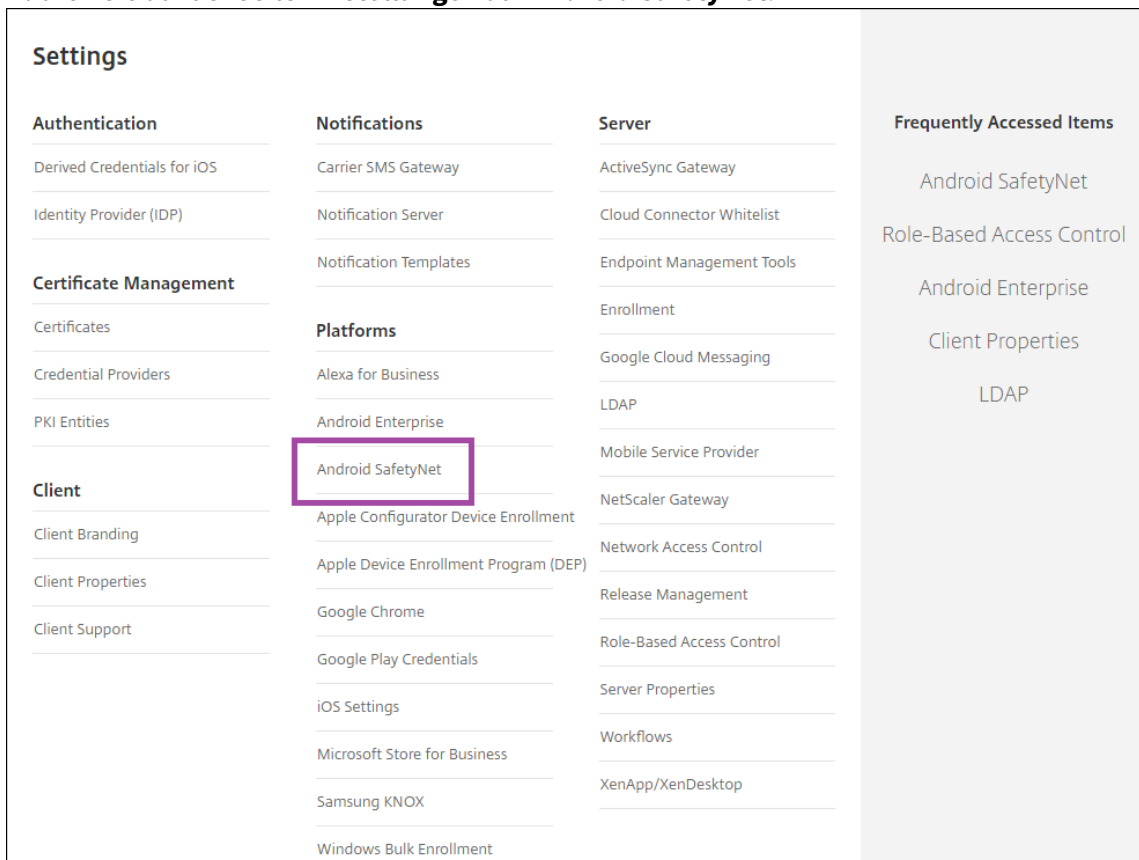 Settings
Authentication
Derived Credentials for iOS
Identity Provider (IDP)
Certificate Management
Certificates
Credential Providers
PKI Entities
Client
Client Branding
Client Properties
Client Support
Notifications
Carrier SMS Gateway
Notification Server
Notification Templates
Platforms
Alexa for Business
Android Enterprise
Android SafetyNet
Apple Configurator Device Enrollment
Apple Device Enrollment Program (DEP)
Google Chrome
Google Play Credentials
iOS Settings
Microsoft Store for Business
Samsung KNOX
Windows Bulk Enrollment
Server
ActiveSync Gateway
Cloud Connector Whitelist
Endpoint Management Tools
Enrollment
Google Cloud Messaging
LDAP
Mobile Service Provider
NetScaler Gateway
Network Access Control
Release Management
Role-Based Access Control
Server Properties
Workflows
XenApp/XenDesktop
Frequently Accessed Items
Android SafetyNet
Role-Based Access Control
Android Enterprise
Client Properties
LDAP